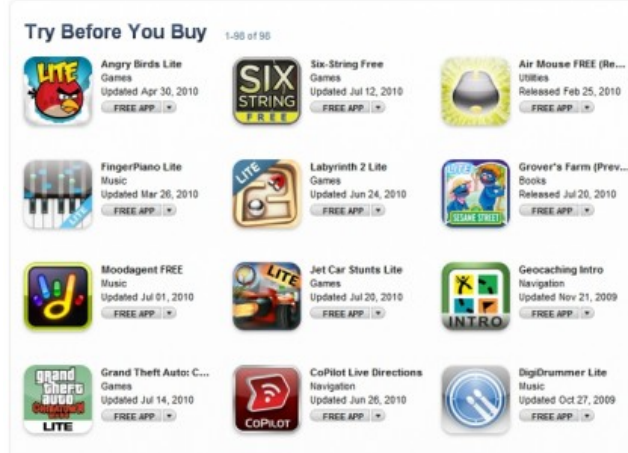 Try Before You Buy 1-98 of 98
LITE
Angry Birds Lite
Games
Updated Apr 30, 2010
FREE APP
SIX
STRING
FREE
Six-String Free
Games
Updated Jul 12, 2010
FREE APP
Air Mouse FREE (Re...
Utilities
Released Feb 25, 2010
FREE APP
LITE
FingerPiano Lite
Music
Updated Mar 26, 2010
FREE APP
LITE
Labyrinth 2 Lite
Games
Updated Jun 24, 2010
FREE APP
LITE
SESAME STREET
Grover's Farm (Prev...
Books
Released Jul 20, 2010
FREE APP
Moodagent FREE
Music
Updated Jul 01, 2010
FREE APP
LITE
Jet Car Stunts Lite
Games
Updated Jul 20, 2010
FREE APP
INTRO
Geocaching Intro
Navigation
Updated Nov 21, 2009
FREE APP
grand
theft
auto
LITE
Grand Theft Auto: C...
Games
Updated Jul 14, 2010
FREE APP
COPILOT
CoPilot Live Directions
Navigation
Updated Jun 26, 2010
FREE APP
DigiDrummer Lite
Music
Updated Oct 27, 2009
FREE APP